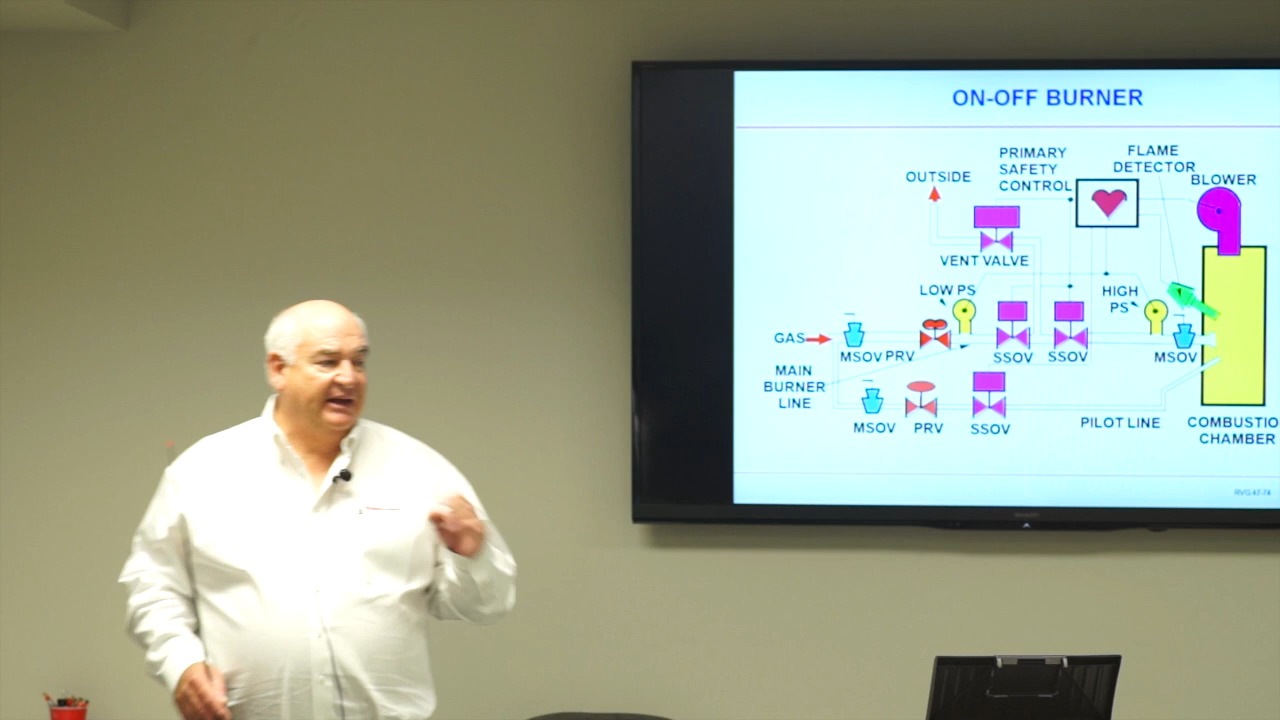 ON-OFF BURNER
PRIMARY
SAFETY
CONTROL
FLAME
DETECTOR
BLOWER
OUTSIDE
VENT VALVE
LOW PS
HIGH
PS
GAS
MSOV
PRV
SSOV
SSOV
MSOV
MAIN
BURNER
LINE
MSOV
PRV
SSOV
PILOT LINE
COMBUSTIO
CHAMBER